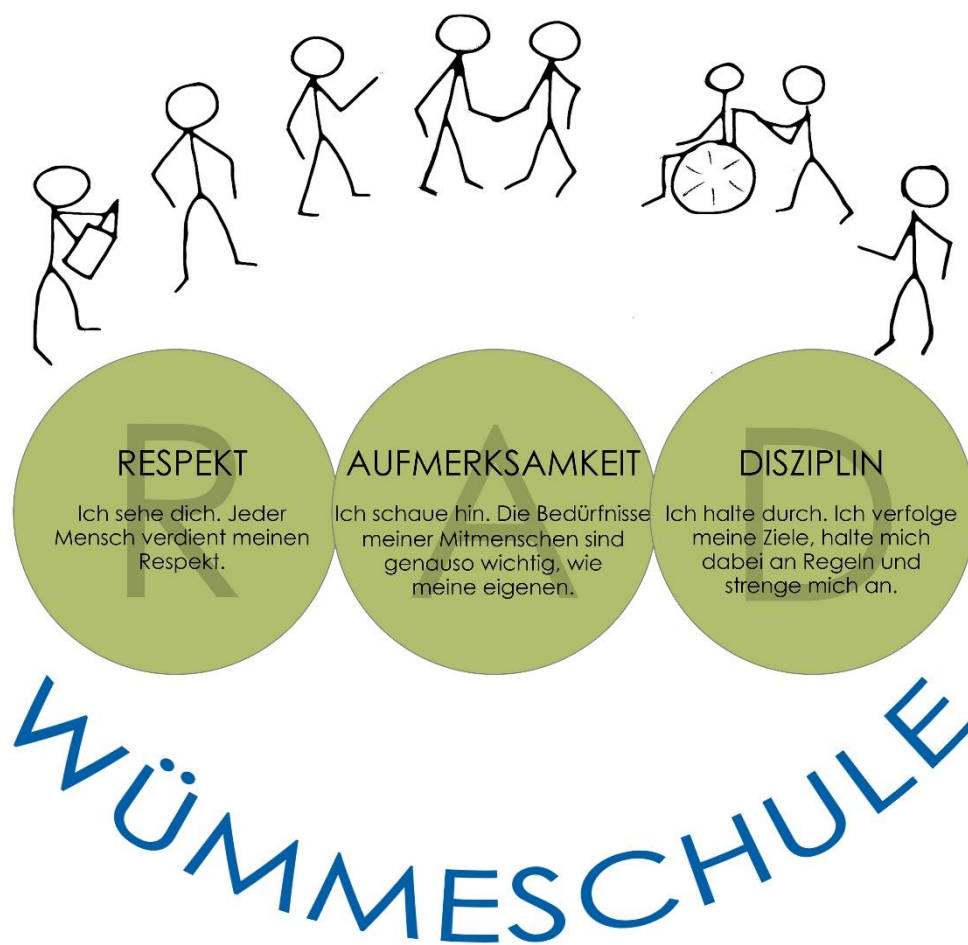 R
RESPEKT
Ich sehe dich. Jeder
Mensch verdient meinen
Respekt.
A
AUFMERKSAMKEIT
Ich schaue hin. Die Bedürfnisse
meiner Mitmenschen sind
genauso wichtig, wie
meine eigenen.
D
DISZIPLIN
Ich halte durch. Ich verfolge
meine Ziele, halte mich
dabei an Regeln und
strenge mich an.
WÜMMESCHULE